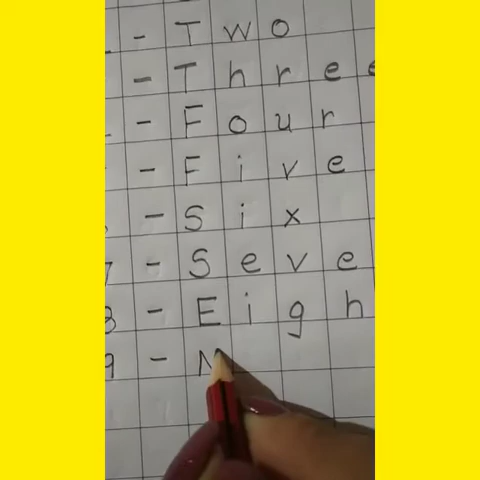 - Two
- Three
- Four
- Five
- Six
7 - Seve
8 - Eigh
9 - N